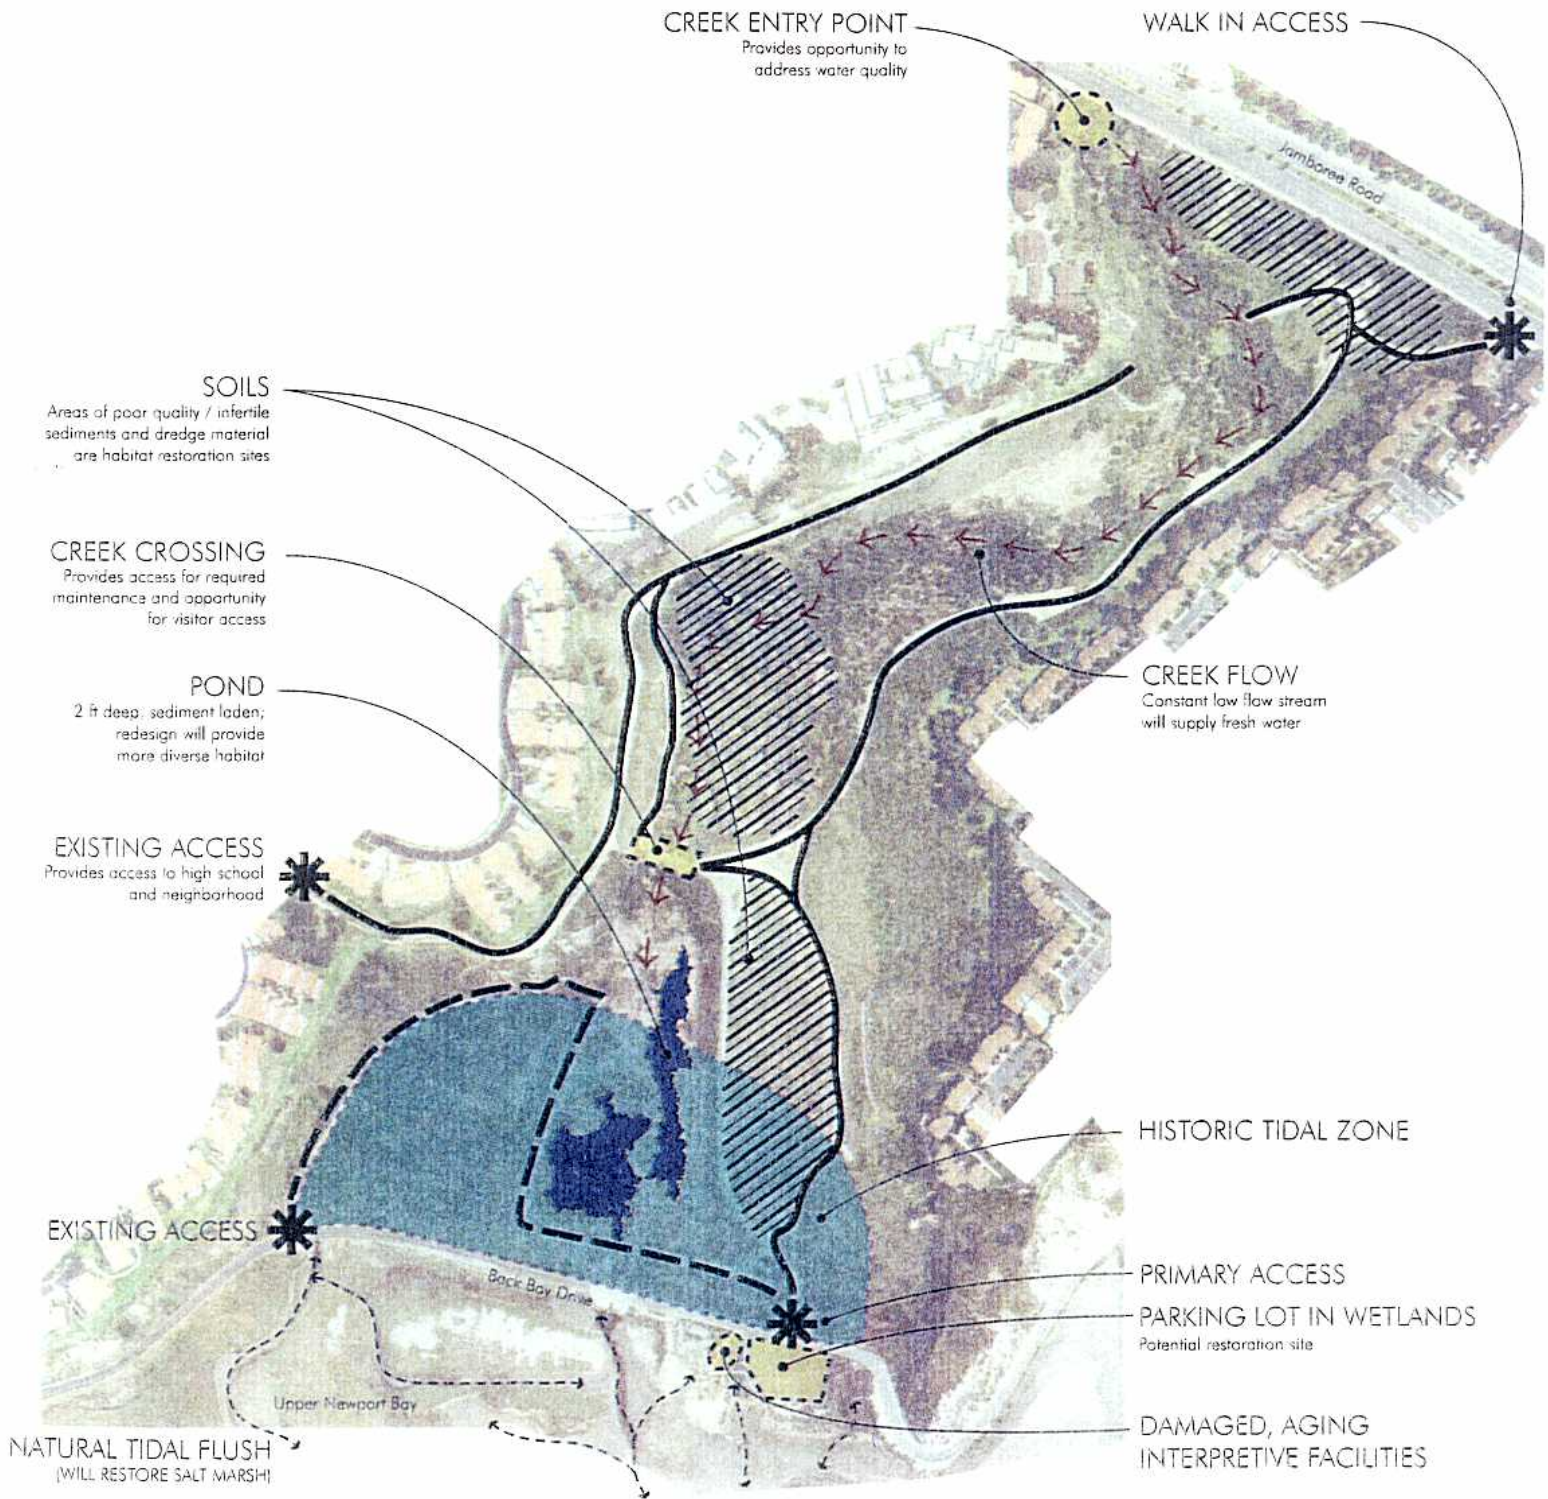 CREEK ENTRY POINT
Provides opportunity to
address water quality
WALK IN ACCESS
Jamboree Road
SOILS
Areas of poor quality / infertile
sediments and dredge material
are habitat restoration sites
CREEK CROSSING
Provides access for required
maintenance and opportunity
for visitor access
POND
2 ft deep, sediment laden;
redesign will provide
more diverse habitat
CREEK FLOW
Constant low flow stream
will supply fresh water
EXISTING ACCESS
Provides access to high school
and neighborhood
HISTORIC TIDAL ZONE
EXISTING ACCESS
Back Bay Drive
PRIMARY ACCESS
PARKING LOT IN WETLANDS
Potential restoration site
Upper Newport Bay
DAMAGED, AGING
INTERPRETIVE FACILITIES
NATURAL TIDAL FLUSH
(WILL RESTORE SALT MARSH)